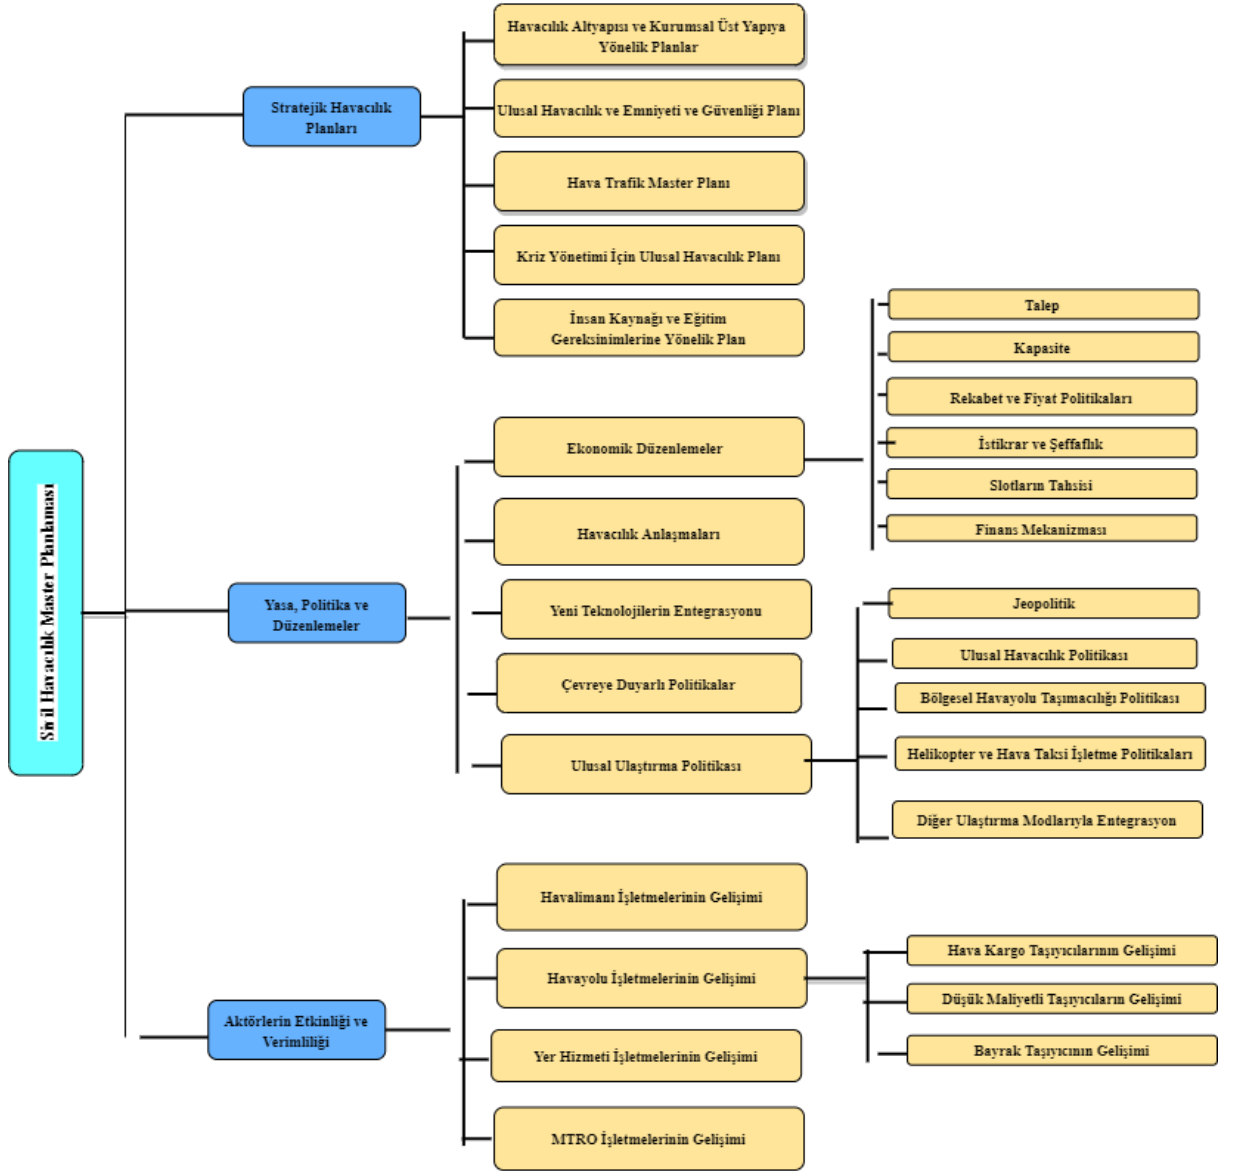 Sivil Havacılık Master Planlaması
Stratejik Havacılık
Planları
Havacılık Altyapısı ve Kurumsal Üst Yapıya
Yönelik Planlar
Ulusal Havacılık ve Emniyeti ve Güvenliği Planı
Hava Trafik Master Planı
Kriz Yönetimi İçin Ulusal Havacılık Planı
İnsan Kaynağı ve Eğitim
Gereksinimlerine Yönelik Plan
Yasa, Politika ve
Düzenlemeler
Ekonomik Düzenlemeler
Talep
Kapasite
Rekabet ve Fiyat Politikaları
İstikrar ve Şeffaflık
Slotların Tahsisi
Finans Mekanizması
Havacılık Anlaşmaları
Yeni Teknolojilerin Entegrasyonu
Çevreye Duyarlı Politikalar
Ulusal Ulaştırma Politikası
Jeopolitik
Ulusal Havacılık Politikası
Bölgesel Havayolu Taşımacılığı Politikası
Helikopter ve Hava Taksi İşletme Politikaları
Diğer Ulaştırma Modlarıyla Entegrasyon
Aktörlerin Etkinliği ve
Verimliliği
Havalimanı İşletmelerinin Gelişimi
Havayolu İşletmelerinin Gelişimi
Hava Kargo Taşıyıcılarının Gelişimi
Düşük Maliyetli Taşıyıcıların Gelişimi
Bayrak Taşıyıcının Gelişimi
Yer Hizmeti İşletmelerinin Gelişimi
MTRO İşletmelerinin Gelişimi